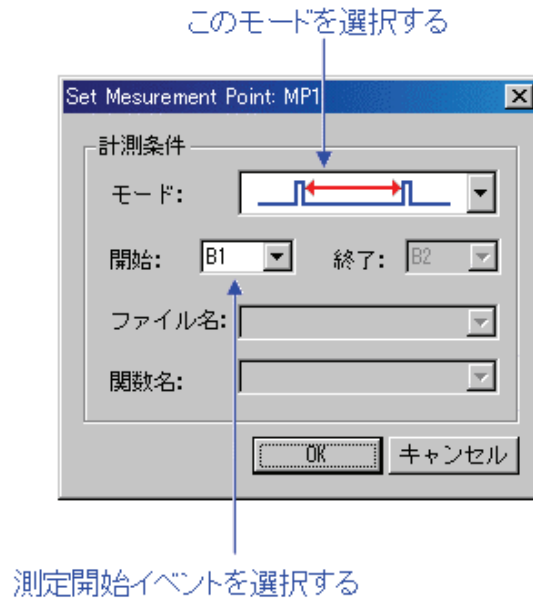 このモードを選択する
Set Mesurement Point: MP1
計測条件
モード:
開始: B1 終了: B2
ファイル名:
関数名:
OK キャンセル
測定開始イベントを選択する